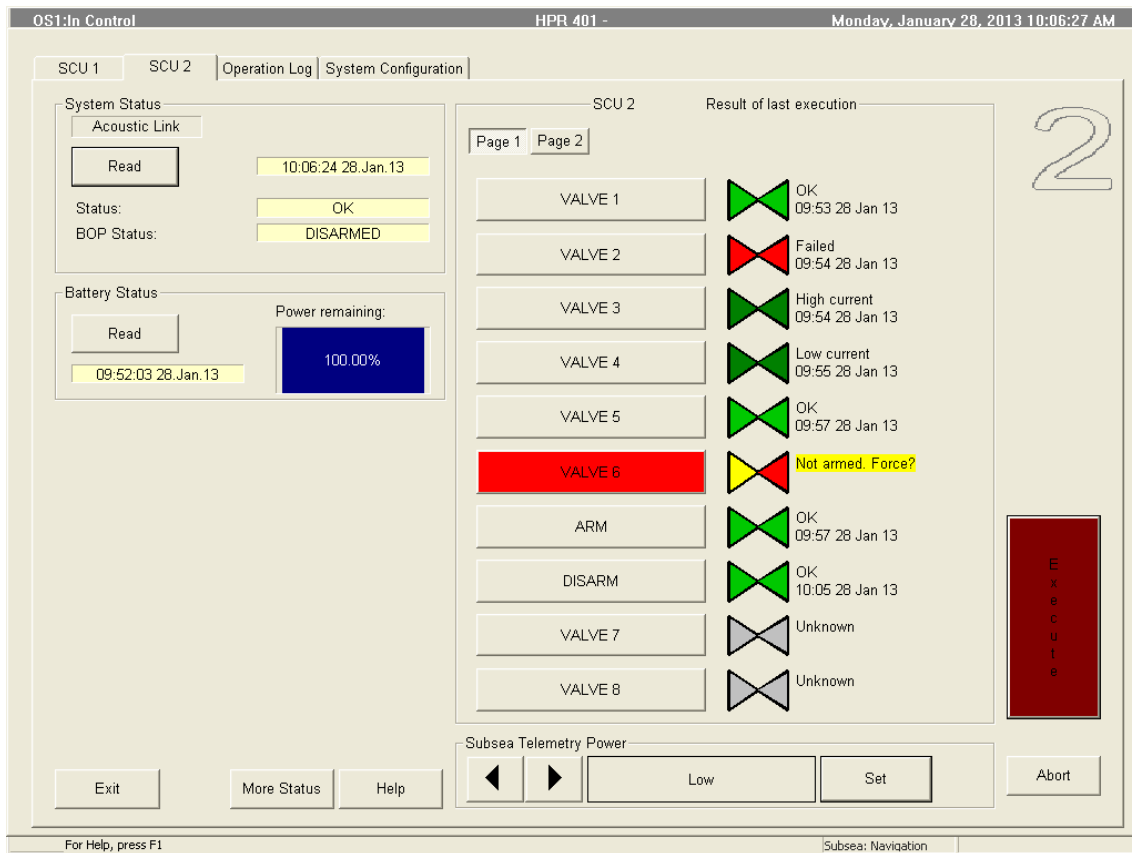 OS1:In Control HPR 401 - Monday, January 28, 2013 10:06:27 AM
SCU 1 SCU 2 Operation Log System Configuration
System Status
Acoustic Link
Read 10:06:24 28.Jan.13
Status: OK
BOP Status: DISARMED
Battery Status
Read
Power remaining:
100.00%
09:52:03 28.Jan.13
SCU 2 Result of last execution
Page 1 Page 2
VALVE 1 OK
09:53 28 Jan 13
VALVE 2 Failed
09:54 28 Jan 13
VALVE 3 High current
09:54 28 Jan 13
VALVE 4 Low current
09:55 28 Jan 13
VALVE 5 OK
09:57 28 Jan 13
VALVE 6 Not armed. Force?
ARM OK
09:57 28 Jan 13
DISARM OK
10:05 28 Jan 13
VALVE 7 Unknown
VALVE 8 Unknown
2
Execute
Subsea Telemetry Power
Low Set
Abort
Exit More Status Help
For Help, press F1 Subsea: Navigation